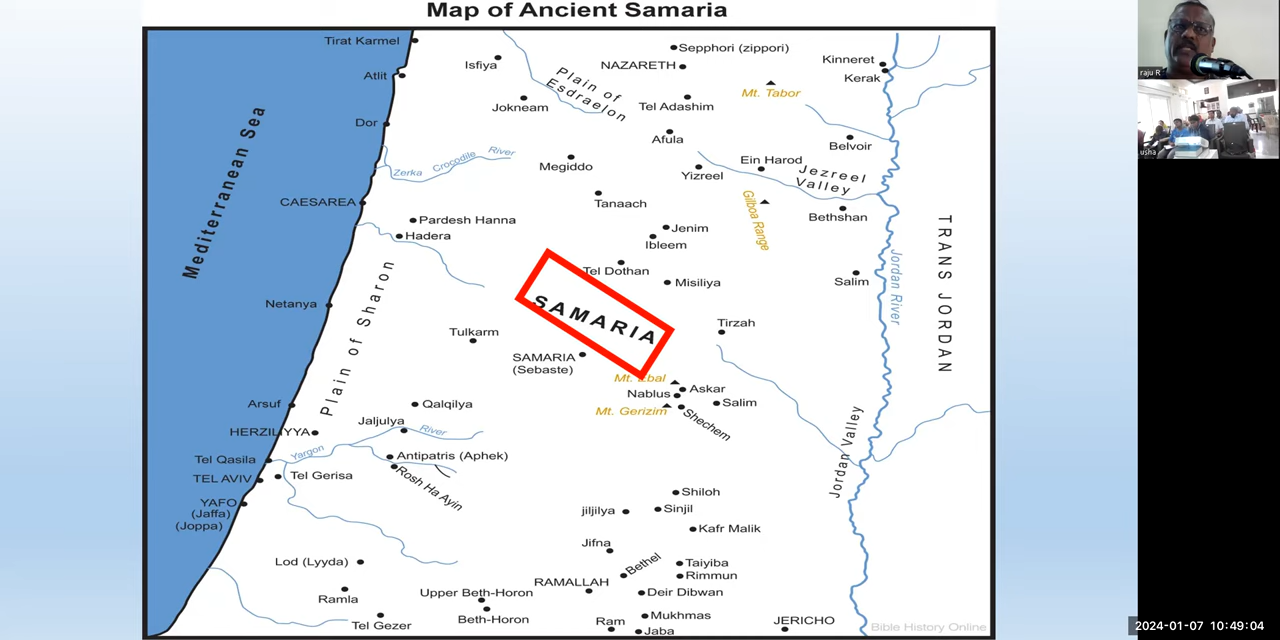 Map of Ancient Samaria
Tirat Karmel
Sepphori (zippori)
Isfiya
NAZARETH
Kinneret
Atlit
Kerak
Plain of
Esdraelon
Mt. Tabor
Jokneam
Tel Adashim
Dor
Afula
Belvoir
Mediterranean Sea
Zerka Crocodile River
Megiddo
Ein Harod
Yizreel
Jezreel
Valley
CAESAREA
Tanaach
Gilboa Range
Bethshan
Pardesh Hanna
Hadera
Jenim
Ibleem
TRANS JORDAN
Tel Dothan
Misiliya
Salim
Jordan River
Plain of Sharon
Netanya
SAMARIA
Tirzah
Tulkarm
SAMARIA
(Sebaste)
Mt. Ebal
Askar
Nablus
Salim
Mt. Gerizim
Shechem
Arsuf
Qalqilya
Jaljulya
HERZILIYYA
River
Yargon
Jordan Valley
Tel Qasila
Antipatris (Aphek)
TEL AVIV
Tel Gerisa
Rosh Ha Ayin
YAFO
(Jaffa)
(Joppa)
Shiloh
jiljilya
Sinjil
Kafr Malik
Jifna
Lod (Lyyda)
Bethel
Taiyiba
Rimmun
RAMALLAH
Upper Beth-Horon
Deir Dibwan
Ramla
Beth-Horon
Mukhmas
Tel Gezer
Ram
Jaba
JERICHO
Bible History Online
raju R
usha
2024-01-07 10:49:04